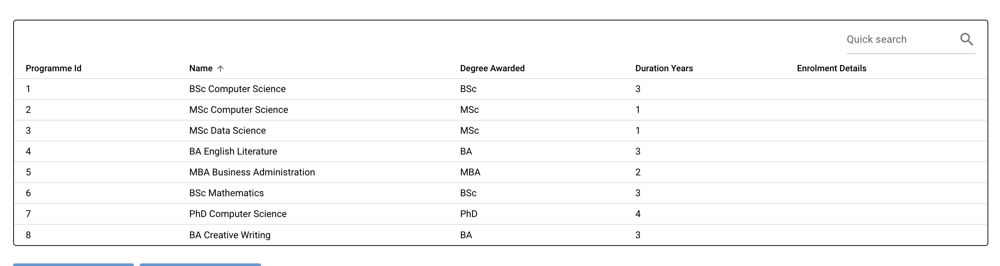 Quick search
Programme Id Name Degree Awarded Duration Years Enrolment Details
1 BSc Computer Science BSc 3
2 MSc Computer Science MSc 1
3 MSc Data Science MSc 1
4 BA English Literature BA 3
5 MBA Business Administration MBA 2
6 BSc Mathematics BSc 3
7 PhD Computer Science PhD 4
8 BA Creative Writing BA 3